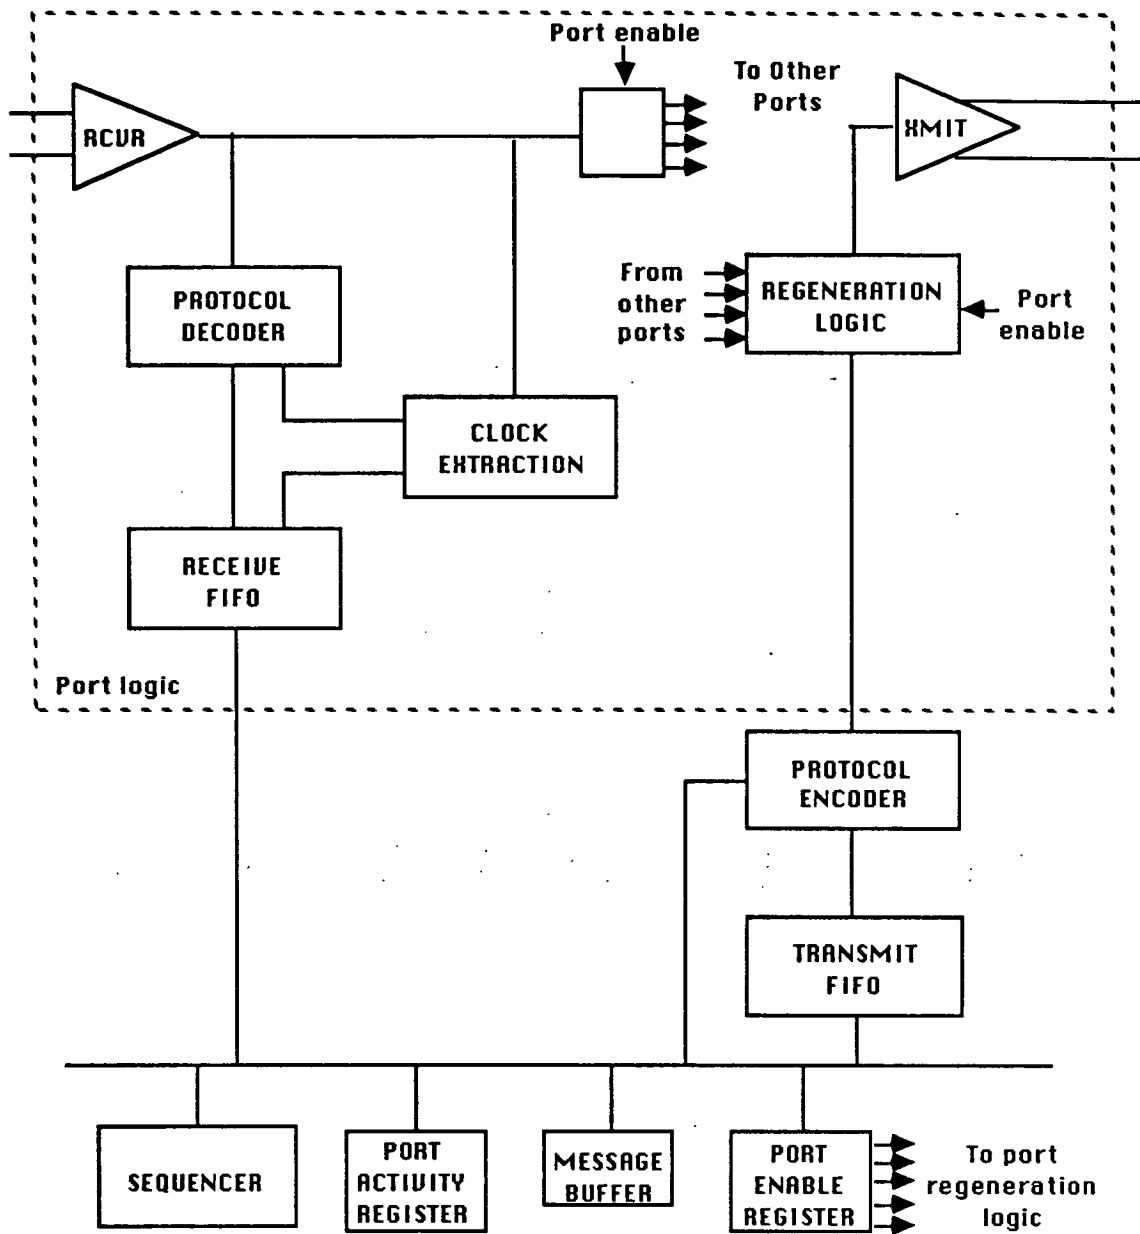 Port enable
To Other
Ports
RCVR
XMIT
PROTOCOL
DECODER
From
other
ports
REGENERATION
LOGIC
Port
enable
CLOCK
EXTRACTION
RECEIVE
FIFO
Port logic
PROTOCOL
ENCODER
TRANSMIT
FIFO
SEQUENCER
PORT
ACTIVITY
REGISTER
MESSAGE
BUFFER
PORT
ENABLE
REGISTER
To port
regeneration
logic